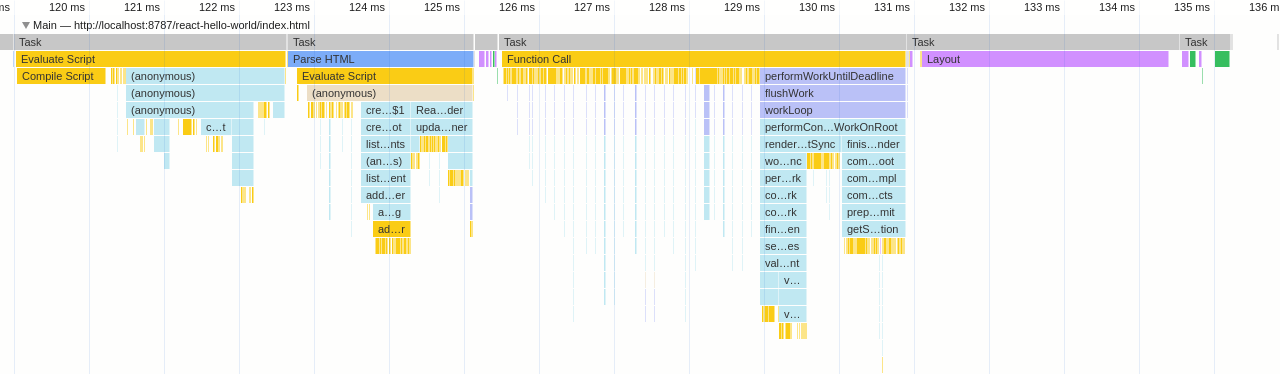 ms 120 ms 121 ms 122 ms 123 ms 124 ms 125 ms 126 ms 127 ms 128 ms 129 ms 130 ms 131 ms 132 ms 133 ms 134 ms 135 ms 136 m
Main — http://localhost:8787/react-hello-world/index.html
Task Task Task Task Task
Evaluate Script Parse HTML Function Call Layout
Compile Script (anonymous) Evaluate Script performWorkUntilDeadline
(anonymous) (anonymous) flushWork
(anonymous) cre…$1 Rea…der workLoop
c…t cre…ot upda…ner performCon…WorkOnRoot
list…nts render…tSync finis…nder
(an…s) wo…nc com…oot
list…ent per…rk com…mpl
add…er co…rk com…cts
a…g co…rk prep…mit
ad…r fin…en getS…tion
se…es
val…nt
v…
v…